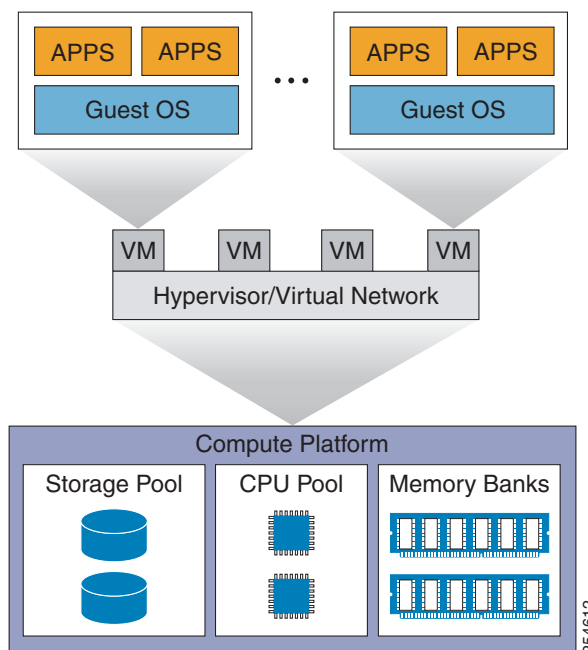 APPS APPS APPS APPS
Guest OS ... Guest OS
VM VM VM VM
Hypervisor/Virtual Network
Compute Platform
Storage Pool CPU Pool Memory Banks
254612